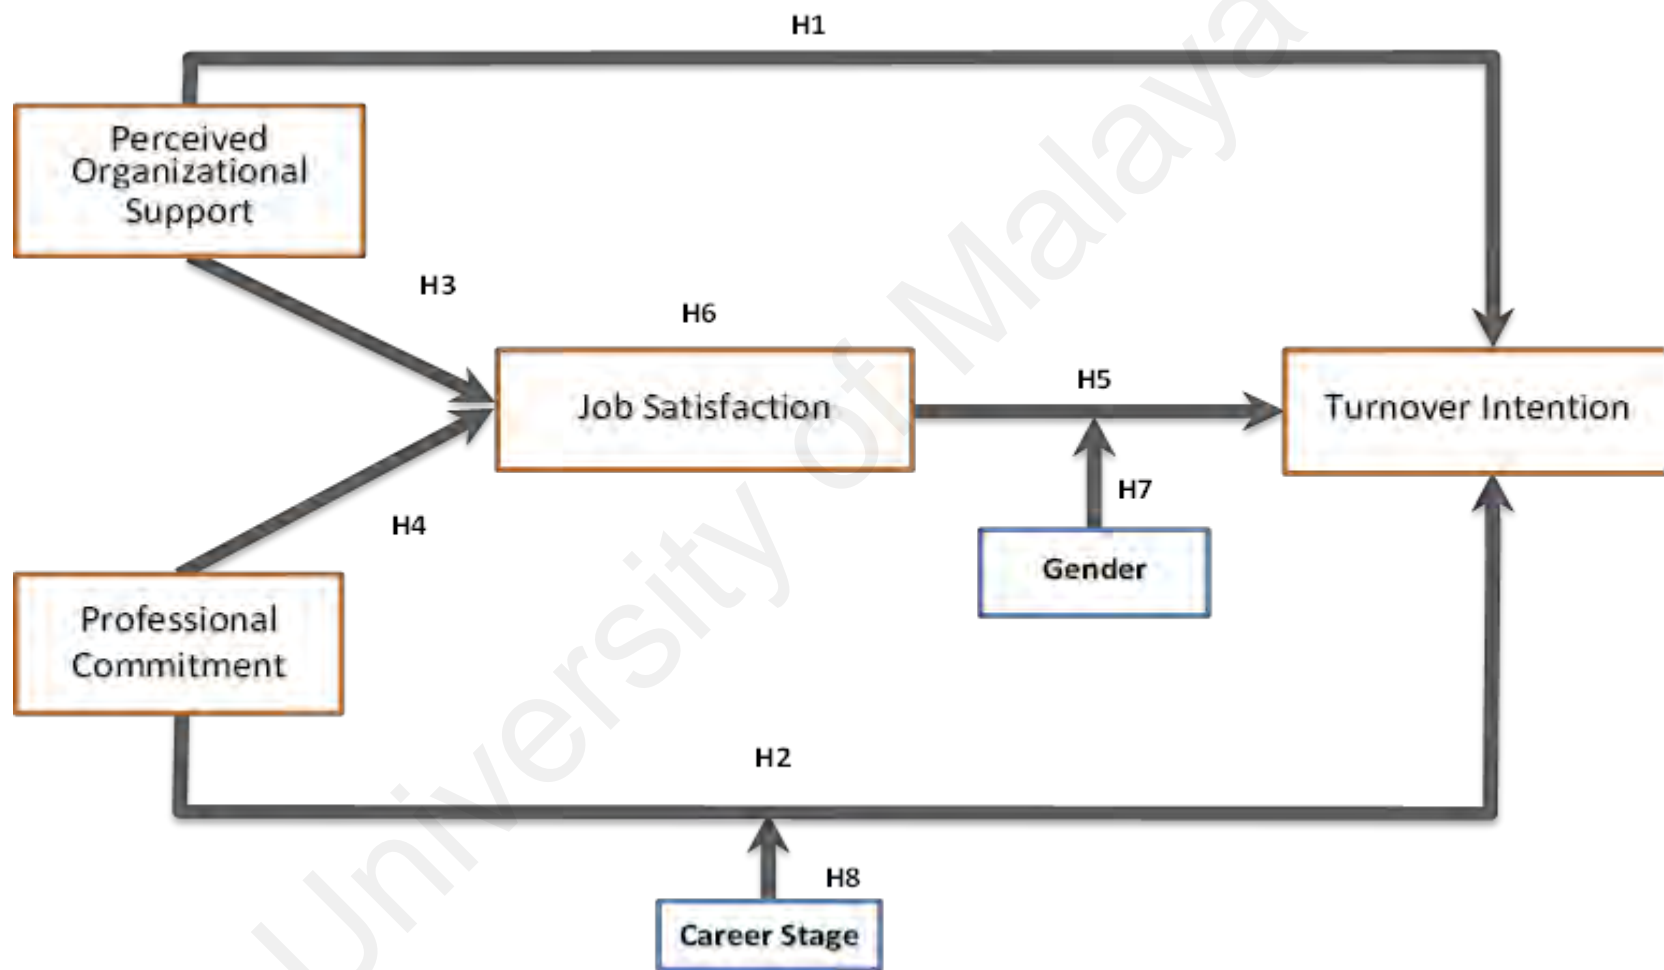 H1
Perceived
Organizational
Support
H3
H6
Job Satisfaction
H5
Turnover Intention
H7
Gender
H4
Professional
Commitment
H2
H8
Career Stage
University of Malaya